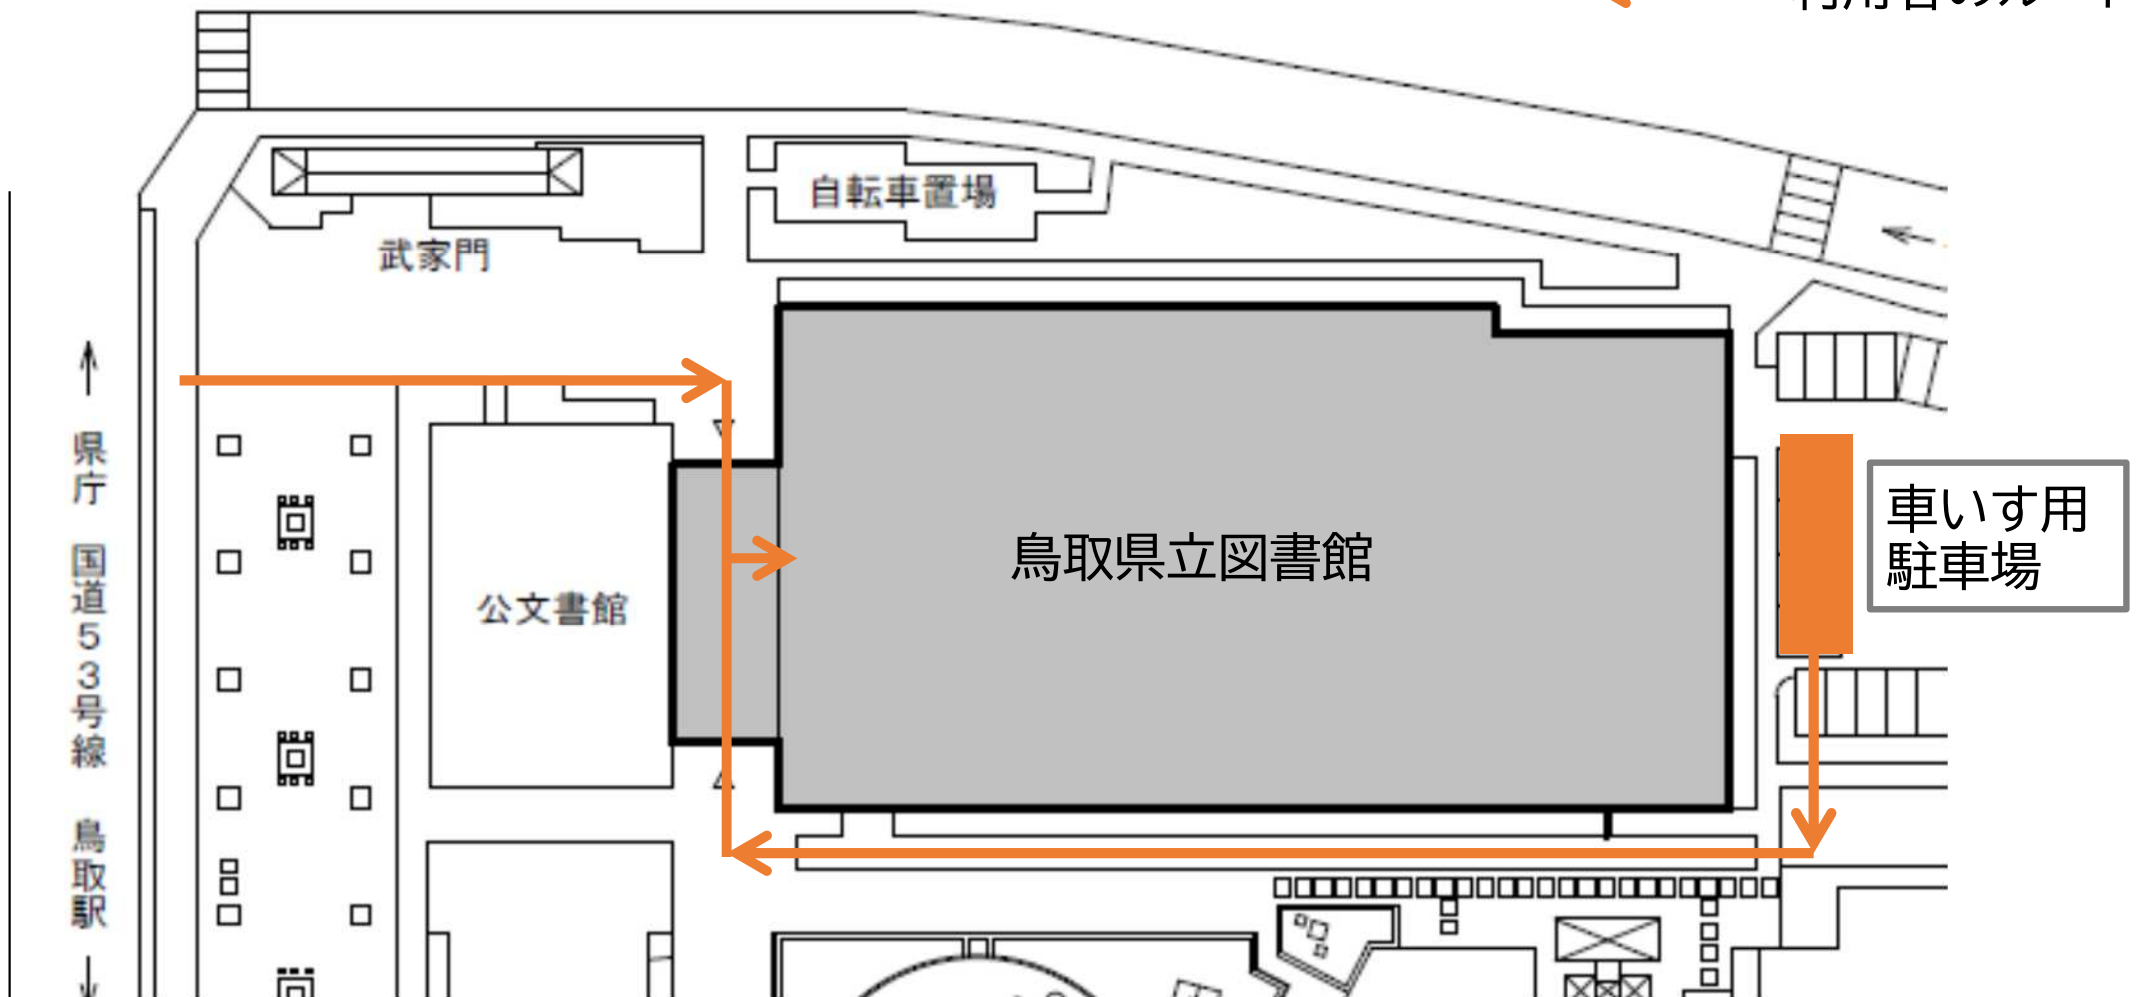 自転車置場
武家門
県庁 国道53号線 鳥取駅
公文書館
鳥取県立図書館
車いす用
駐車場